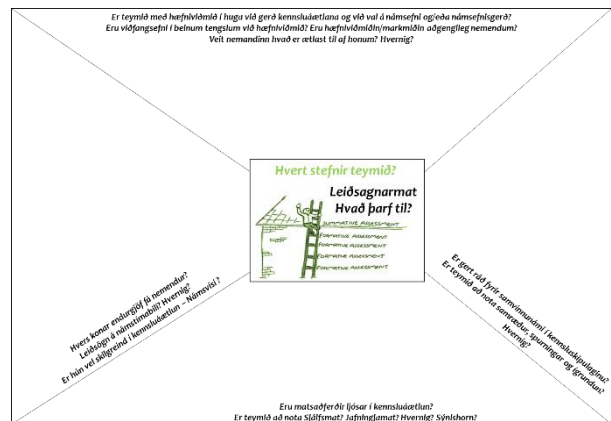 Er teymið með hæfnivíðmið í huga við gerð kennsluáætlana og við val á námsefni og/eða námsefnisgerð?
Eru viðfangsefni í beinum tengslum við hæfniviðmið? Eru hæfniviðmiðin/markmiðin aðgengileg nemendum?
Veit nemandinn hvað er ætlast til af honum? Hvernig?
Hvert stefnir teymið?
Leiðsagnarmat
Hvað þarf til?
SUMMATIVE ASSESSMENT
FORMATIVE ASSESSMENT
FORMATIVE ASSESSMENT
FORMATIVE ASSESSMENT
FORMATIVE ASSESSMENT
Hvers konar endurgjöf fá nemendur?
Leiðsögn á námstímabili? Hvernig?
Er hún vel skilgreind í kennsluáætlun – Námsvísi?
Er gert ráð fyrir samvinnunámi í kennsluskipulaginu?
Er teymið að nota samræður, spurningar og ígrundun?
Hvernig?
Eru matsaðferðir ljósar í kennsluáætlun?
Er teymið að nota Sjálfsmat? Jafningjamat? Hvernig? Sýnishorn?